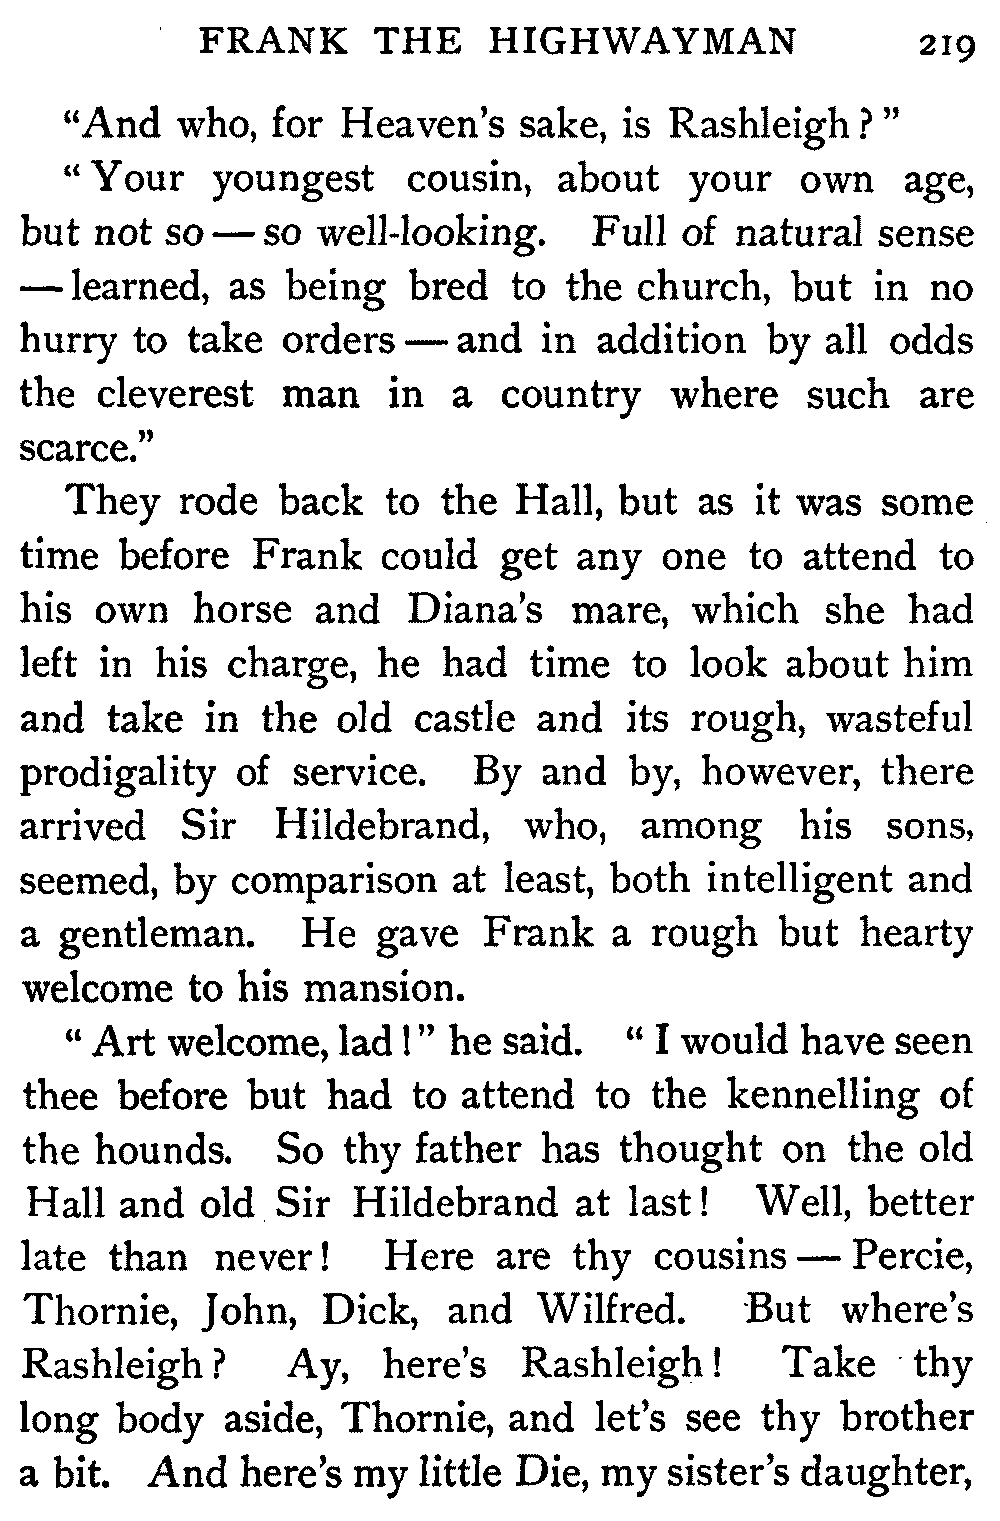 FRANK THE HIGHWAYMAN 219
"And who, for Heaven's sake, is Rashleigh?"
"Your youngest cousin, about your own age,
but not so — so well-looking. Full of natural sense
— learned, as being bred to the church, but in no
hurry to take orders — and in addition by all odds
the cleverest man in a country where such are
scarce."
They rode back to the Hall, but as it was some
time before Frank could get any one to attend to
his own horse and Diana's mare, which she had
left in his charge, he had time to look about him
and take in the old castle and its rough, wasteful
prodigality of service. By and by, however, there
arrived Sir Hildebrand, who, among his sons,
seemed, by comparison at least, both intelligent and
a gentleman. He gave Frank a rough but hearty
welcome to his mansion.
"Art welcome, lad!" he said. "I would have seen
thee before but had to attend to the kennelling of
the hounds. So thy father has thought on the old
Hall and old Sir Hildebrand at last! Well, better
late than never! Here are thy cousins — Percie,
Thornie, John, Dick, and Wilfred. But where's
Rashleigh? Ay, here's Rashleigh! Take thy
long body aside, Thornie, and let's see thy brother
a bit. And here's my little Die, my sister's daughter,